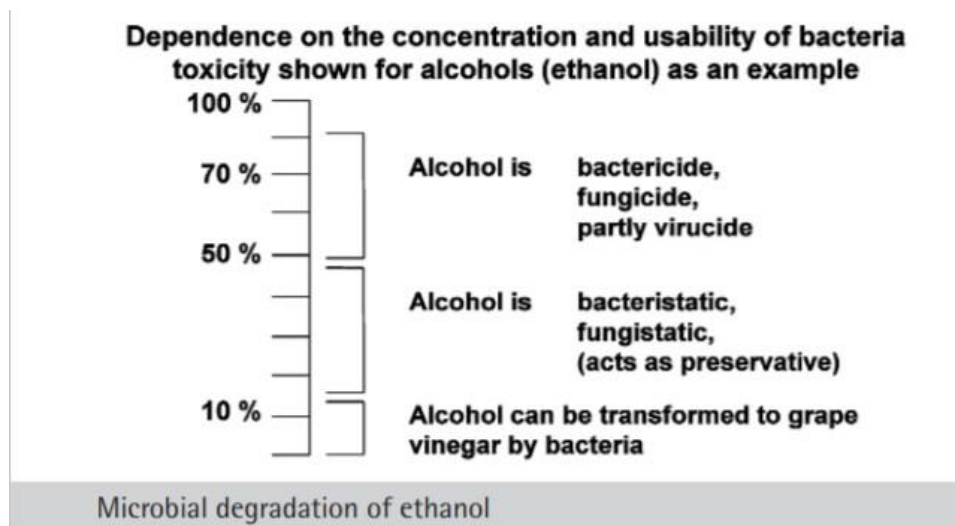 Dependence on the concentration and usability of bacteria
toxicity shown for alcohols (ethanol) as an example
100 %
70 %
50 %
10 %
Alcohol is bactericide,
fungicide,
partly virucide
Alcohol is bacteristatic,
fungistatic,
(acts as preservative)
Alcohol can be transformed to grape
vinegar by bacteria
Microbial degradation of ethanol